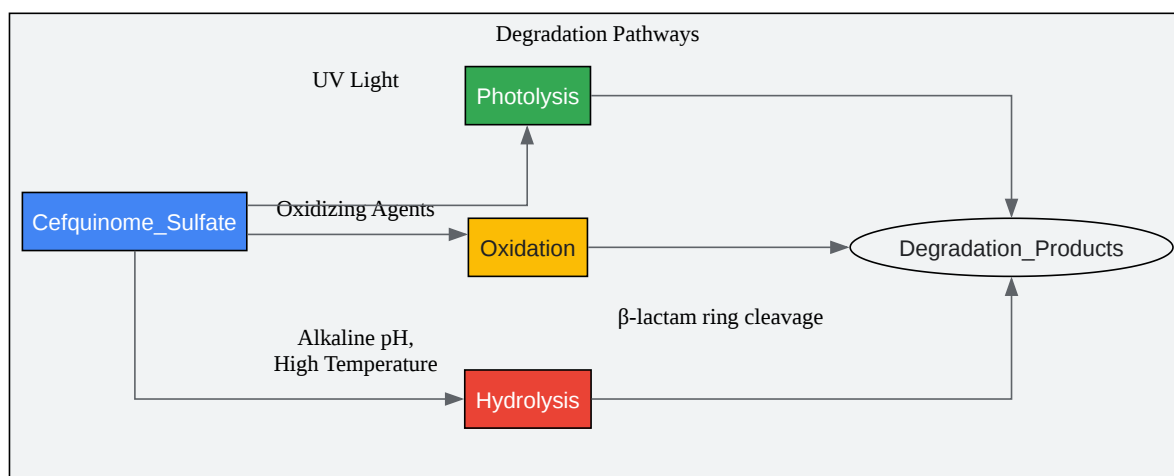 Degradation Pathways
UV Light
Photolysis
Cefquinome_Sulfate
Oxidizing Agents
Oxidation
Degradation_Products
β-lactam ring cleavage
Alkaline pH,
High Temperature
Hydrolysis